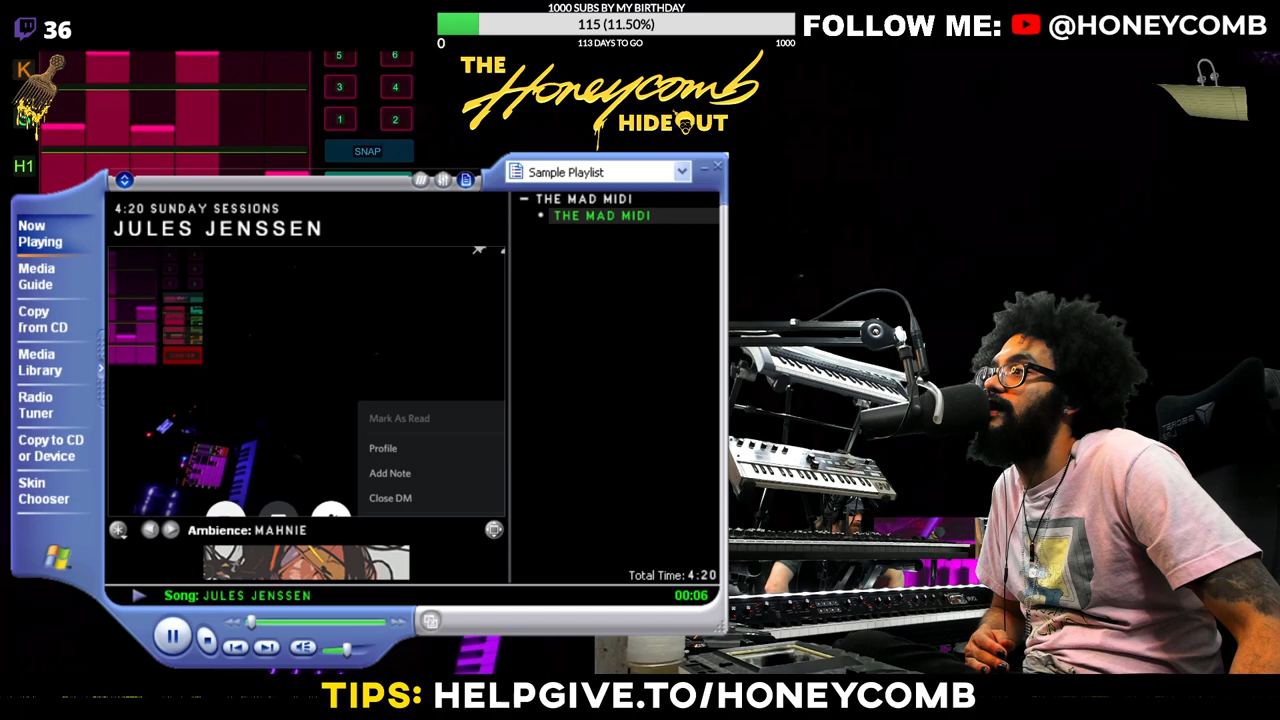 36
1000 SUBS BY MY BIRTHDAY
115 (11.50%)
0
113 DAYS TO GO
1000
FOLLOW ME: @HONEYCOMB
THE
Honeycomb
HIDEOUT
K
H1
5
6
3
4
1
2
SNAP
Sample Playlist
4:20 SUNDAY SESSIONS
JULES JENSSEN
THE MAD MIDI
THE MAD MIDI
Now
Playing
Media
Guide
Copy
from CD
Media
Library
Radio
Tuner
Copy to CD
or Device
Skin
Chooser
Mark As Read
Profile
Add Note
Close DM
Ambience: MAHNIE
Total Time: 4:20
Song: JULES JENSSEN
00:06
TIPS: HELPGIVE.TO/HONEYCOMB